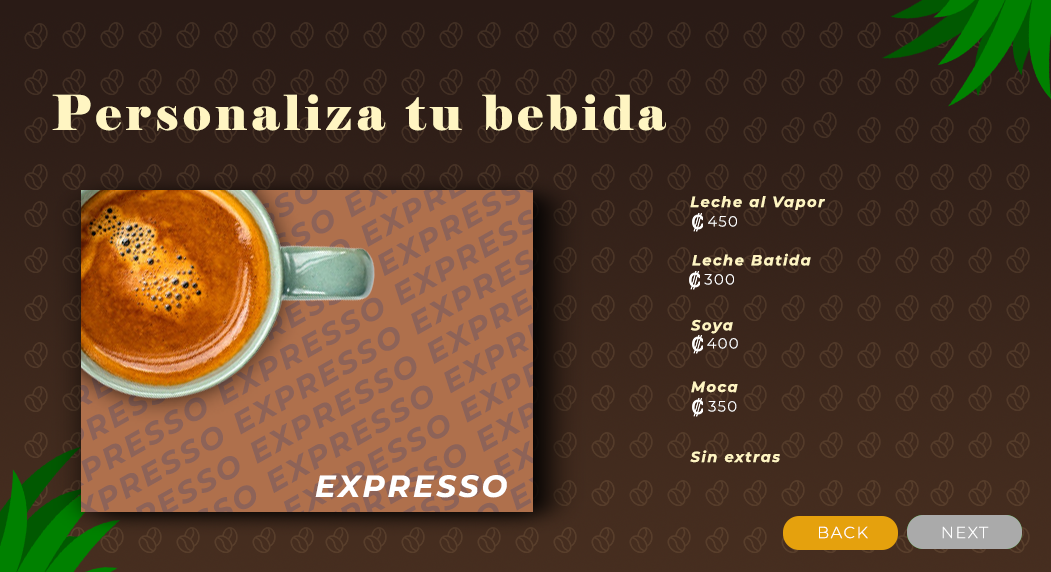 Personaliza tu bebida
EXPRESSO
Leche al Vapor
₡450
Leche Batida
₡300
Soya
₡400
Moca
₡350
Sin extras
BACK
NEXT